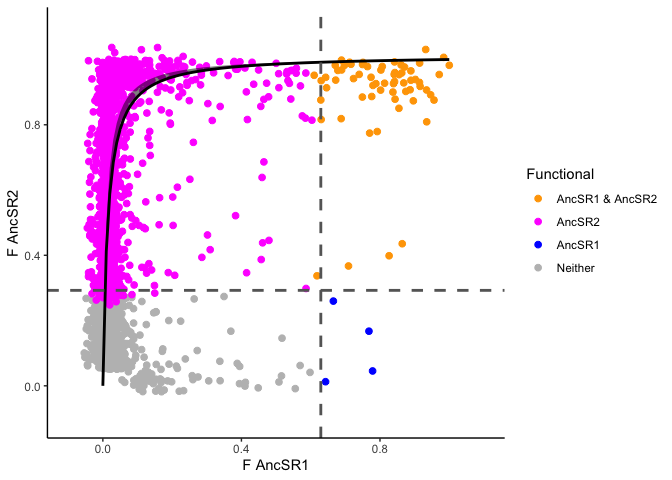 0.8
0.4
0.0
F AncSR2
0.0 0.4 0.8
F AncSR1
Functional
AncSR1 & AncSR2
AncSR2
AncSR1
Neither